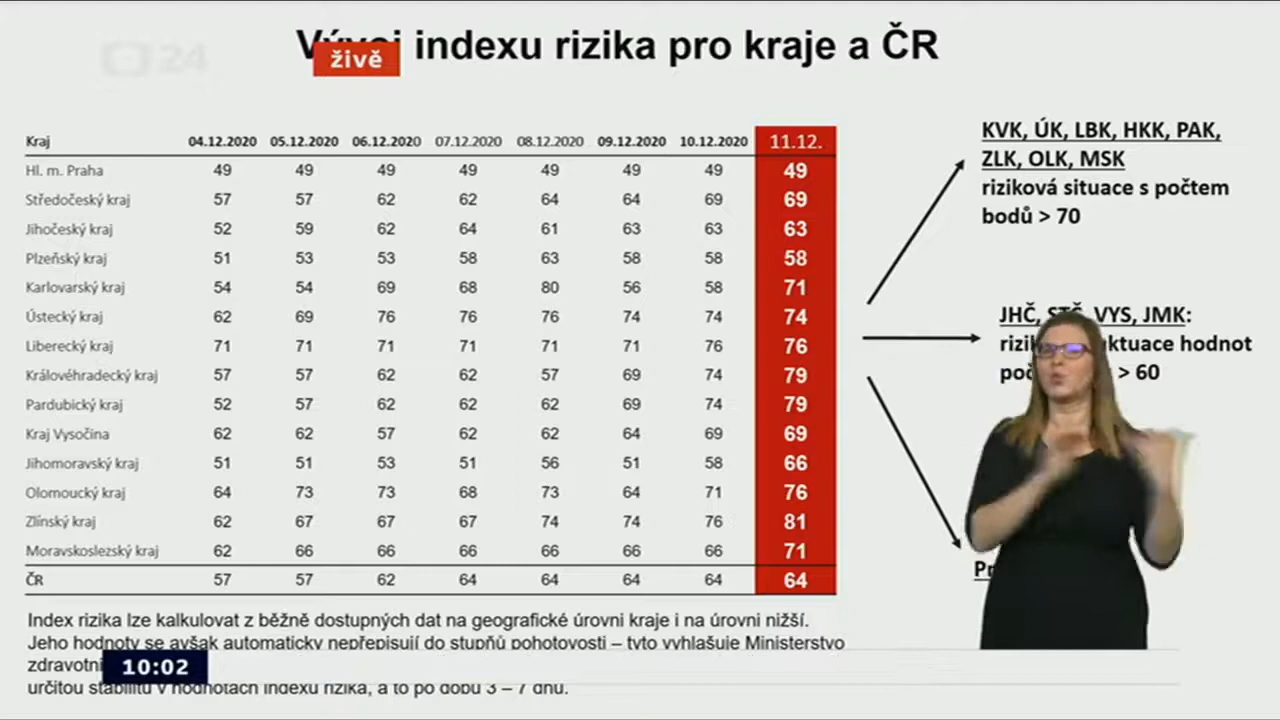 24
Vývoj indexu rizika pro kraje a ČR
živě
Kraj 04.12.2020 05.12.2020 06.12.2020 07.12.2020 08.12.2020 09.12.2020 10.12.2020 11.12.
Hl. m. Praha 49 49 49 49 49 49 49 49
Středočeský kraj 57 57 62 62 64 64 69 69
Jihočeský kraj 52 59 62 64 61 63 63 63
Plzeňský kraj 51 53 53 58 63 58 58 58
Karlovarský kraj 54 54 69 68 80 56 58 71
Ústecký kraj 62 69 76 76 76 74 74 74
Liberecký kraj 71 71 71 71 71 71 76 76
Královéhradecký kraj 57 57 62 62 57 69 74 79
Pardubický kraj 52 57 62 62 62 69 74 79
Kraj Vysočina 62 62 57 62 62 64 69 69
Jihomoravský kraj 51 51 53 51 56 51 58 66
Olomoucký kraj 64 73 73 68 73 64 71 76
Zlínský kraj 62 67 67 67 74 74 76 81
Moravskoslezský kraj 62 66 66 66 66 66 66 71
ČR 57 57 62 64 64 64 64 64
KVK, ÚK, LBK, HKK, PAK,
ZLK, OLK, MSK
riziková situace s počtem
bodů > 70
JHČ, STČ, VYS, JMK:
hodnot
> 60
Index rizika lze kalkulovat z běžně dostupných dat na geografické úrovni kraje i na úrovni nižší.
Jeho hodnoty se avšak automaticky nepřepisují do stupňů pohotovosti – tyto vyhlašuje Ministerstvo
10:02
určitou stabilitu v hodnotách indexu rizika, a to po dobu 3 – 7 dnů.